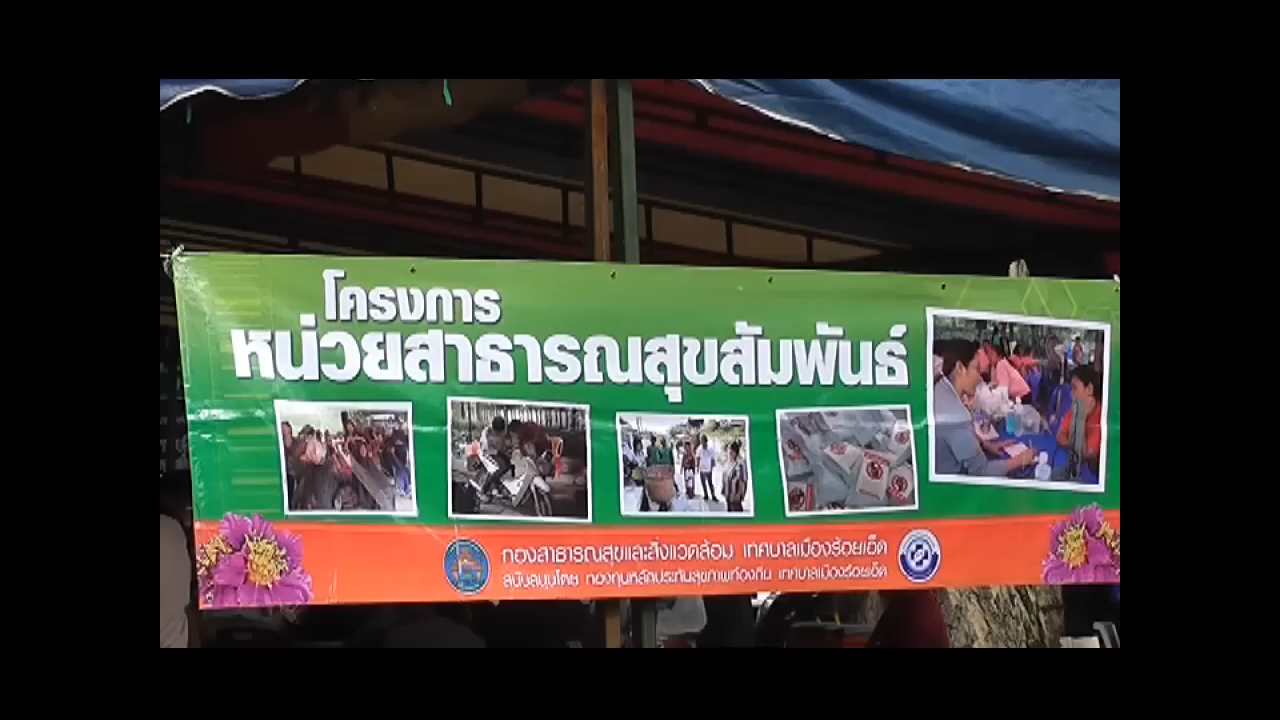 โครงการ
หน่วยสาธารณสุขสัมพันธ์
กองสาธารณสุขและสิ่งแวดล้อม เทศบาลเมืองร้อยเอ็ด
สนับสนุนโดย กองทุนหลักประกันสุขภาพท้องถิ่น เทศบาลเมืองร้อยเอ็ด